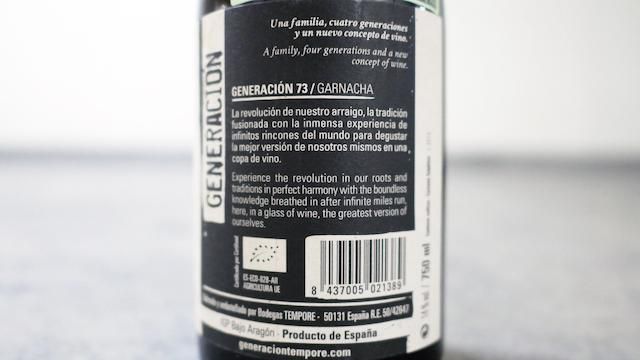 Una familia, cuatro generaciones
y un nuevo concepto de vino.
A family, four generations and a new
concept of wine.
GENERACIÓN
GENERACIÓN 73 / GARNACHA
La revolución de nuestro arraigo, la tradición
fusionada con la inmensa experiencia de
infinitos rincones del mundo para degustar
la mejor versión de nosotros mismos en una
copa de vino.
Experience the revolution in our roots and
traditions in perfect harmony with the boundless
knowledge breathed in after infinite miles run,
here, in a glass of wine, the greatest version of
ourselves.
ES-ECO-028-AR
AGRICULTURA UE
8 437005 021389
750 ml
y embotellado por Bodegas TEMPORE - 50131 España R.E. 50/42647
IGP Bajo Aragón - Producto de España
generaciontempore.com